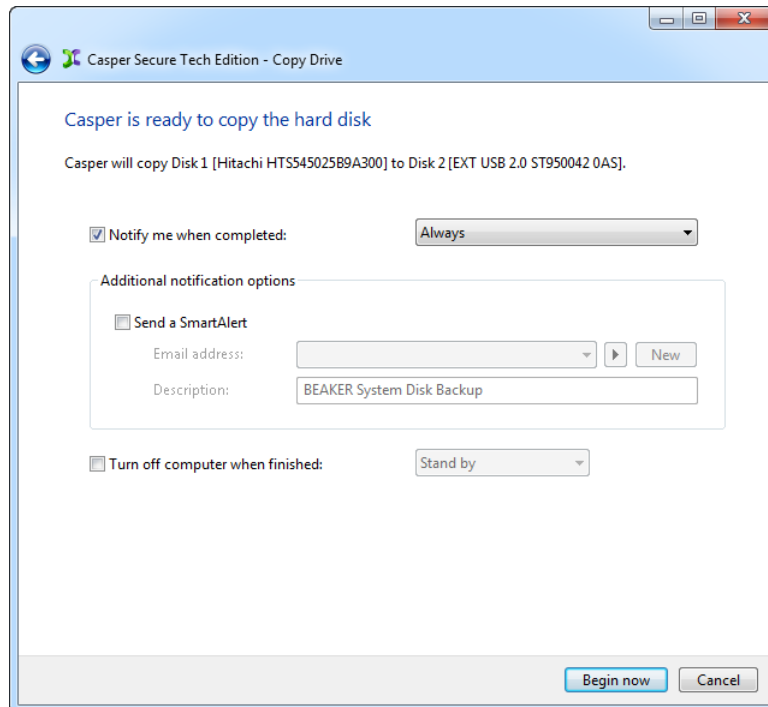 Casper Secure Tech Edition - Copy Drive
Casper is ready to copy the hard disk
Casper will copy Disk 1 [Hitachi HTS545025B9A300] to Disk 2 [EXT USB 2.0 ST950042 0AS].
Notify me when completed: Always
Additional notification options
Send a SmartAlert
Email address: New
Description: BEAKER System Disk Backup
Turn off computer when finished: Stand by
Begin now Cancel